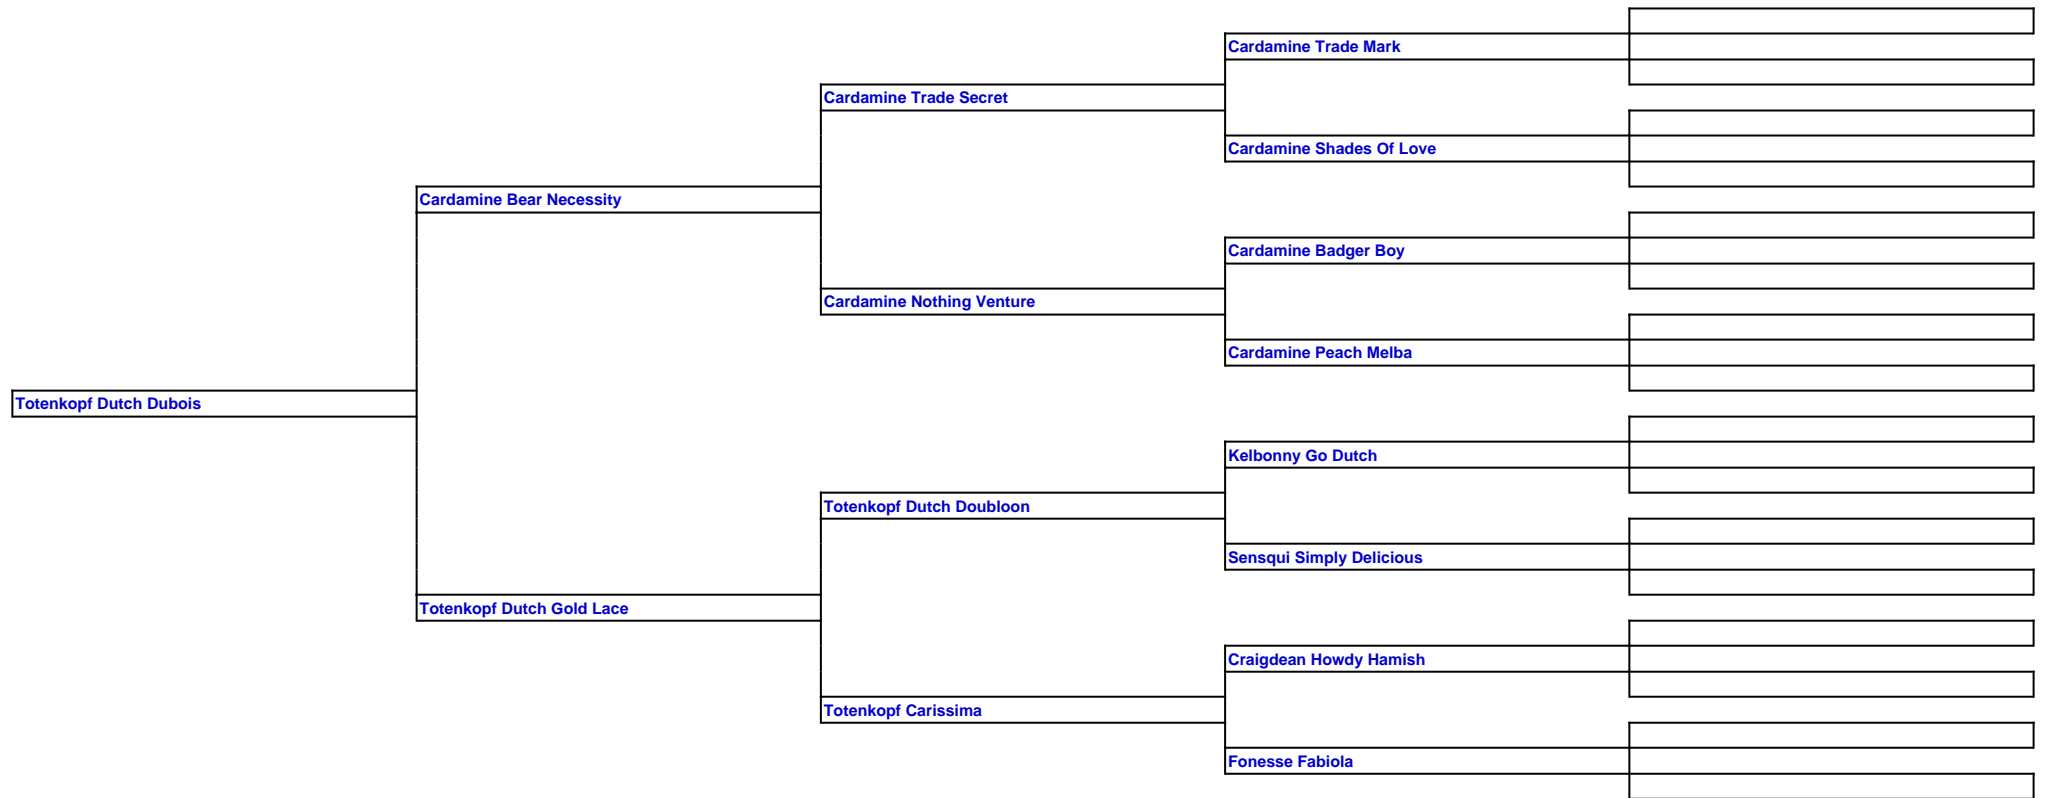 Cardamine Trade Mark
Cardamine Trade Secret
Cardamine Shades Of Love
Cardamine Bear Necessity
Cardamine Badger Boy
Cardamine Nothing Venture
Cardamine Peach Melba
Totenkopf Dutch Dubois
Kelbonny Go Dutch
Totenkopf Dutch Doubloon
Sensqui Simply Delicious
Totenkopf Dutch Gold Lace
Craigdean Howdy Hamish
Totenkopf Carissima
Fonesse Fabiola